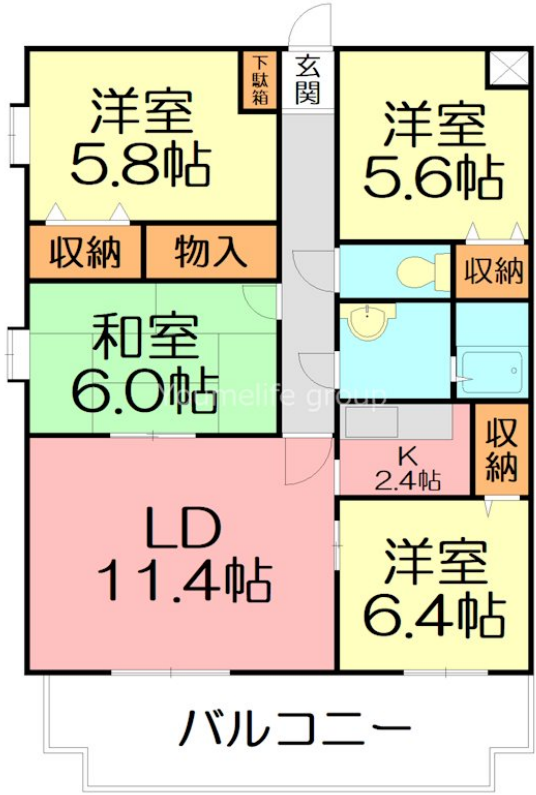 玄関
下駄箱
洋室
5.8帖
洋室
5.6帖
収納
物入
収納
和室
6.0帖
Youmelife group
K
2.4帖
収納
LD
11.4帖
洋室
6.4帖
バルコニー